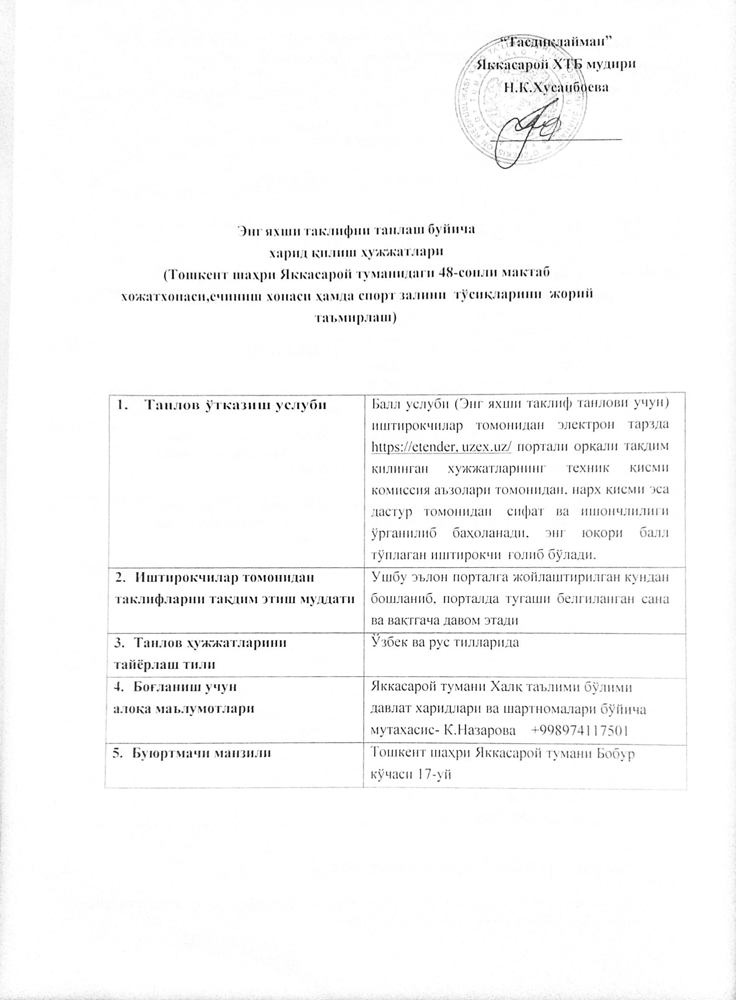 “Тасдиқлайман”
Яккасарой ХТБ мудири
Н.К.Хусанбоева
Энг яхши таклифни танлаш буйича
харид қилиш ҳужжатлари
(Тошкент шаҳри Яккасарой туманидаги 48-сонли мактаб
хожатхонаси,ечиниш хонаси ҳамда спорт залини тўсиқларини жорий
таъмирлаш)
1. Танлов ўтказиш услуби
Балл услуби (Энг яхши таклиф танлови учун)
иштирокчилар томонидан электрон тарзда
https://etender. uzex.uz/ портали орқали тақдим
қилинган хужжатларнинг техник қисми
комиссия аъзолари томонидан, нарх қисми эса
дастур томонидан сифат ва ишончлилиги
ўрганилиб баҳоланади, энг юқори балл
тўплаган иштирокчи ғолиб бўлади.
2. Иштирокчилар томонидан
таклифларни тақдим этиш муддати
Ушбу эълон порталга жойлаштирилган кундан
бошланиб, порталда тугаши белгиланган сана
ва вақтгача давом этади
3. Танлов ҳужжатларини
тайёрлаш тили
Ўзбек ва рус тилларида
4. Боғланиш учун
алоқа маълумотлари
Яккасарой тумани Халқ таълими бўлими
давлат харидлари ва шартномалари бўйича
мутахасис- К.Назарова +998974117501
5. Буюртмачи манзили
Тошкент шаҳри Яккасарой тумани Бобур
кўчаси 17-уй